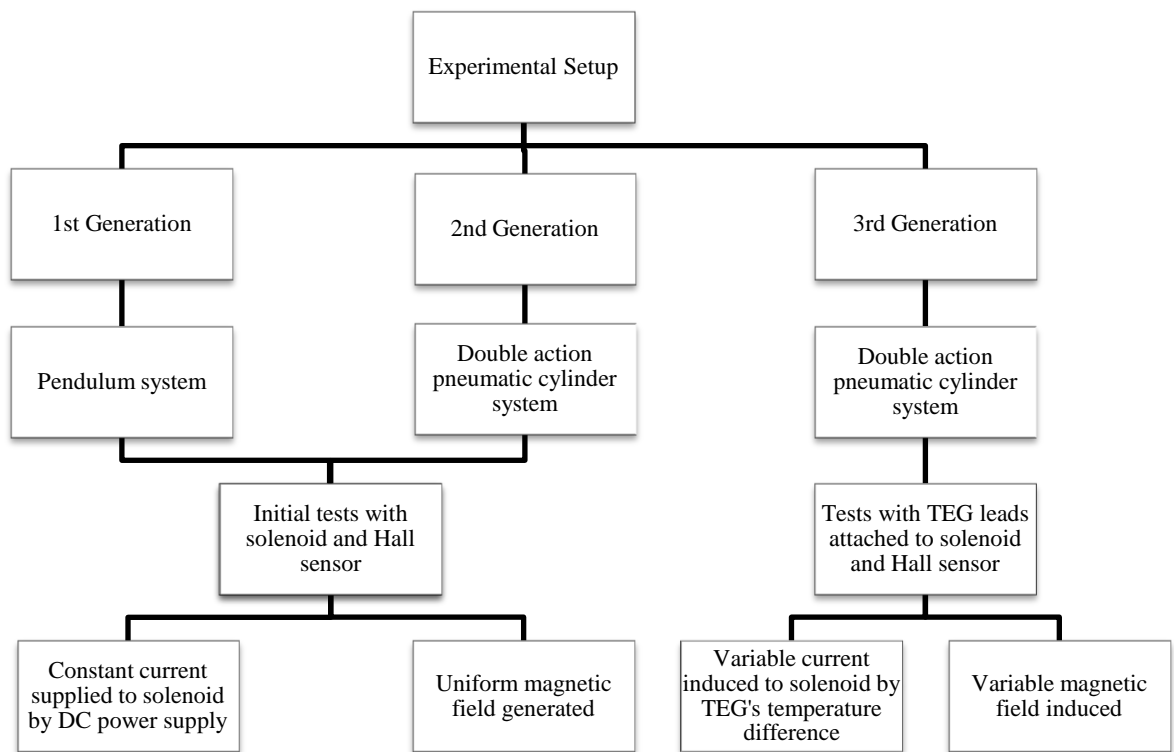 Experimental Setup
1st Generation
2nd Generation
3rd Generation
Pendulum system
Double action
pneumatic cylinder
system
Double action
pneumatic cylinder
system
Initial tests with
solenoid and Hall
sensor
Tests with TEG leads
attached to solenoid
and Hall sensor
Constant current
supplied to solenoid
by DC power supply
Uniform magnetic
field generated
Variable current
induced to solenoid by
TEG's temperature
difference
Variable magnetic
field induced